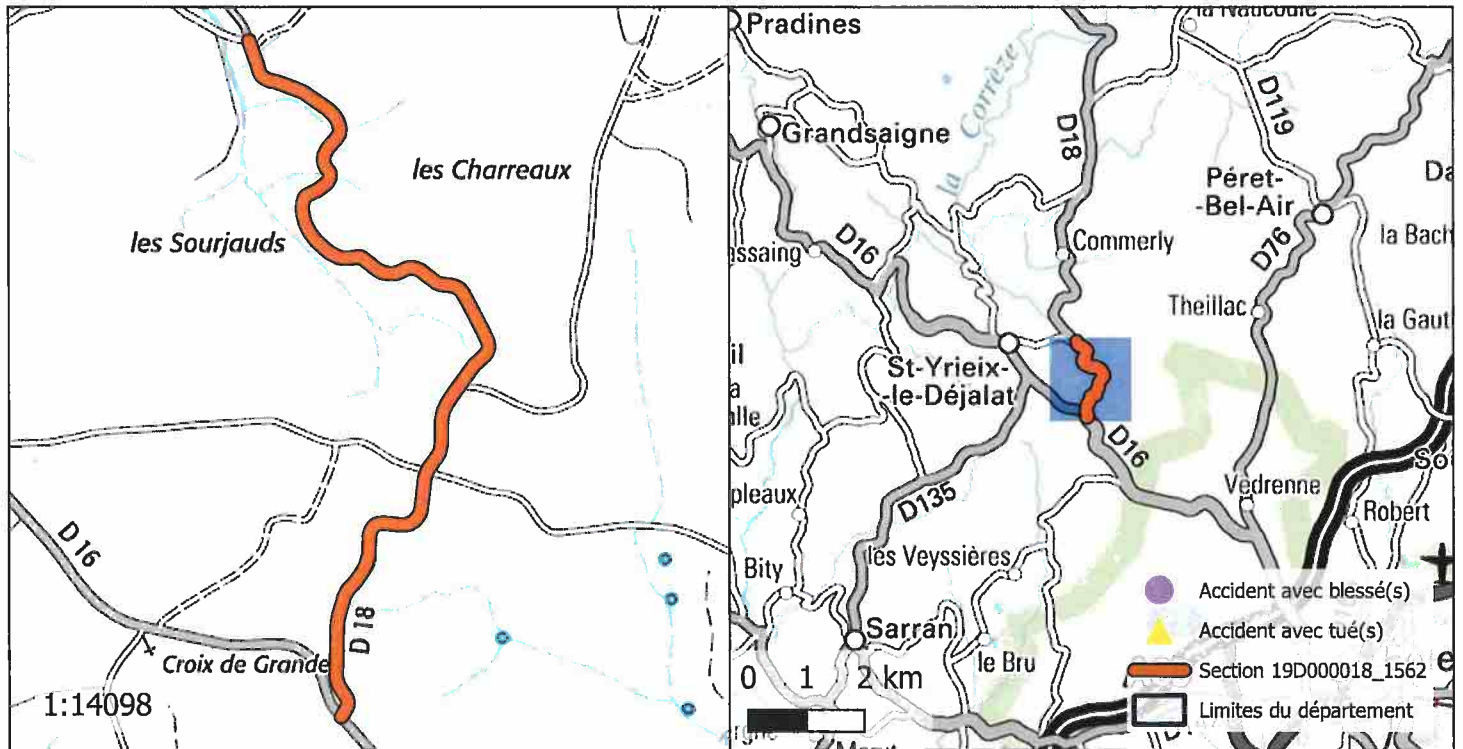 les Charreaux
les Sourjauds
D 16
D 18
Croix de Grande
1:14098
Pradines
Grandsaigne
la Corrèze
D18
D119
Péret-
-Bel-Air
Commerly
D16
D76
la Bach
Theillac
la Gaut
St-Yrieix-
-le-Déjalat
D16
D135
Védrenne
Robert
pleaux
les Veyssières
Bity
Sarran
le Bru
0 1 2 km
Accident avec blessé(s)
Accident avec tué(s)
Section 19D000018_1562
Limites du département